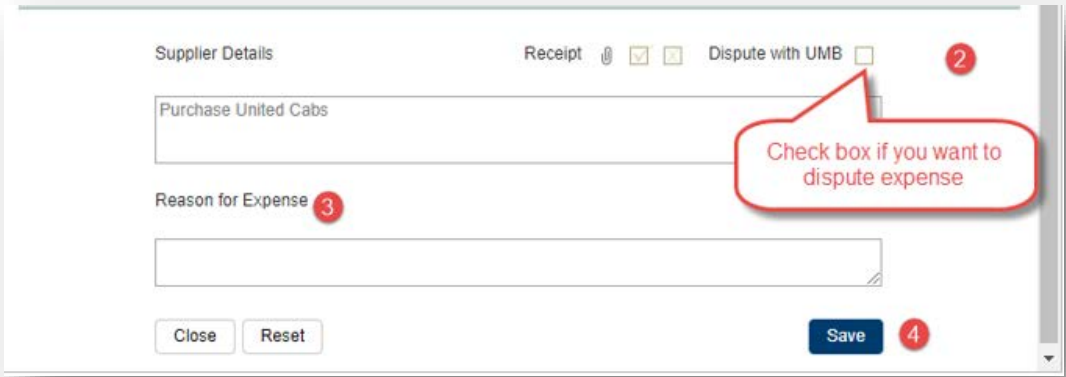 Supplier Details Receipt Dispute with UMB 2
Purchase United Cabs
Check box if you want to
dispute expense
Reason for Expense 3
Close Reset Save 4